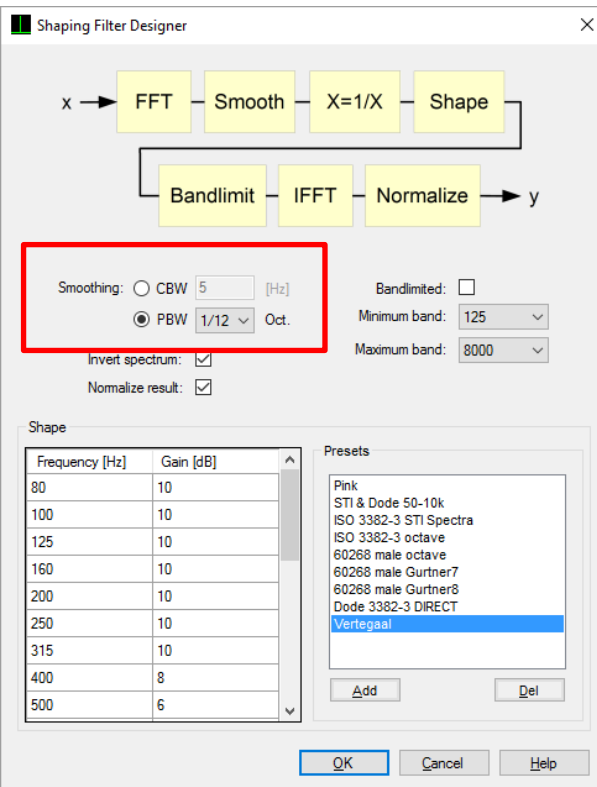 Shaping Filter Designer
x FFT Smooth X=1/X Shape
Bandlimit IFFT Normalize y
Smoothing: CBW 5 [Hz]
PBW 1/12 Oct.
Invert spectrum:
Normalize result:
Bandlimited:
Minimum band: 125
Maximum band: 8000
Shape
Frequency [Hz] Gain [dB]
80 10
100 10
125 10
160 10
200 10
250 10
315 10
400 8
500 6
Presets
Pink
STI & Dode 50-10k
ISO 3382-3 STI Spectra
ISO 3382-3 octave
60268 male octave
60268 male Gurtner7
60268 male Gurtner8
Dode 3382-3 DIRECT
Vertegaal
Add Del
OK Cancel Help